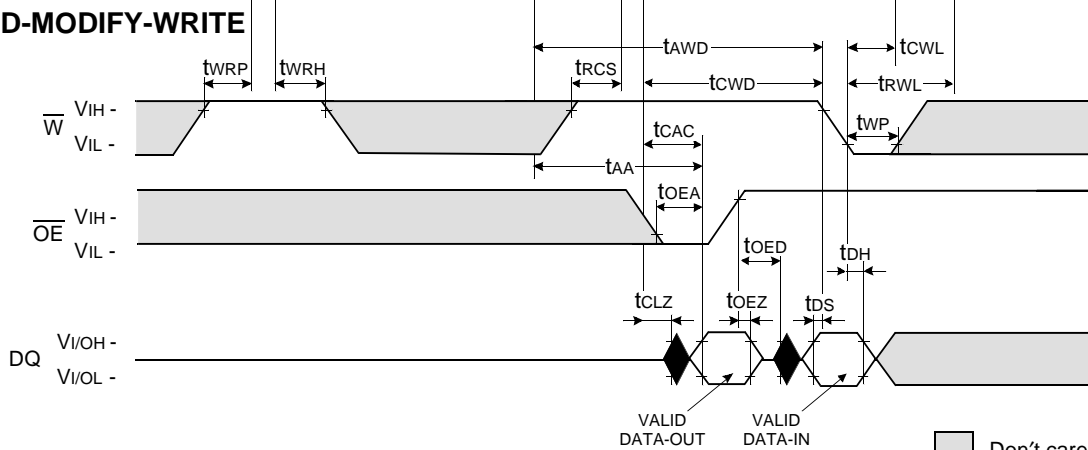 D-MODIFY-WRITE
tAWD
tCWL
tWRP
tWRH
tRCS
tCWD
tRWL
W
VIH -
VIL -
tWP
tCAC
tAA
tOEA
OE
VIH -
VIL -
tOED
tDH
tCLZ
tOEZ
tDS
DQ
VI/OH -
VI/OL -
VALID
DATA-OUT
VALID
DATA-IN
Don′t care